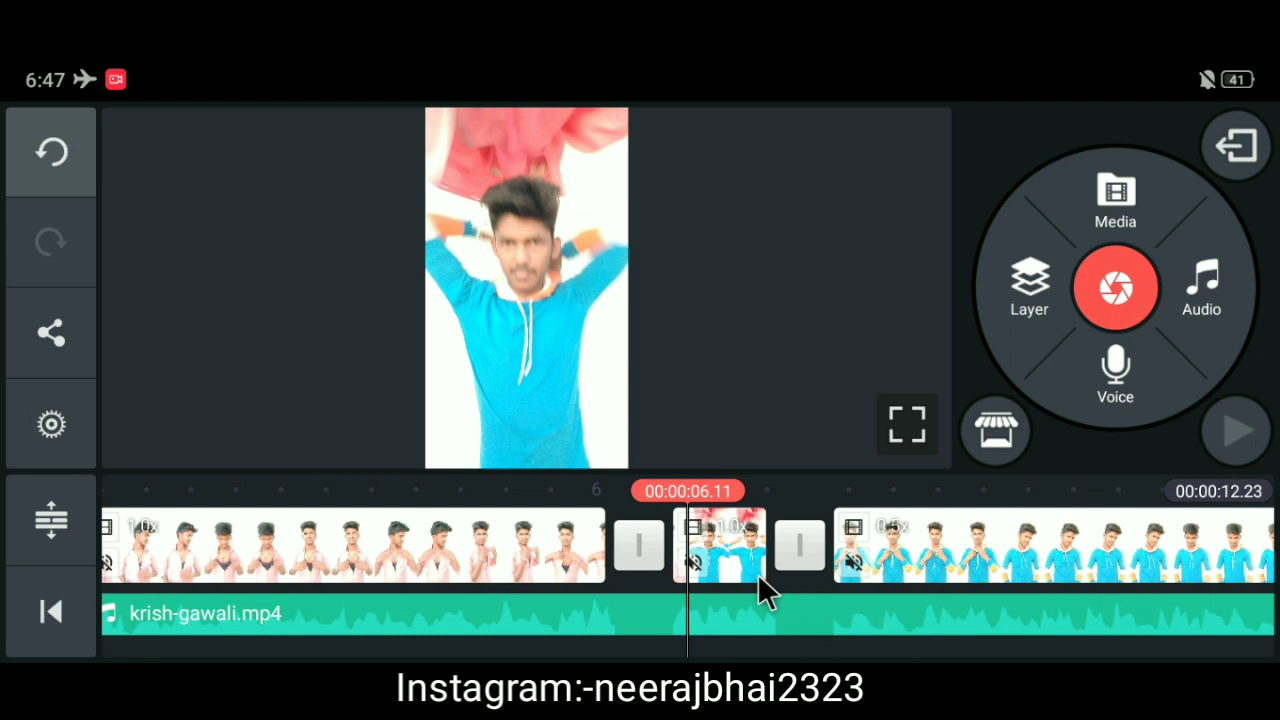 6:47
41
Media
Layer
Audio
Voice
6
00:00:06.11
00:00:12.23
1.0x
1.0x
0.5x
krish-gawali.mp4
Instagram:-neerajbhai2323